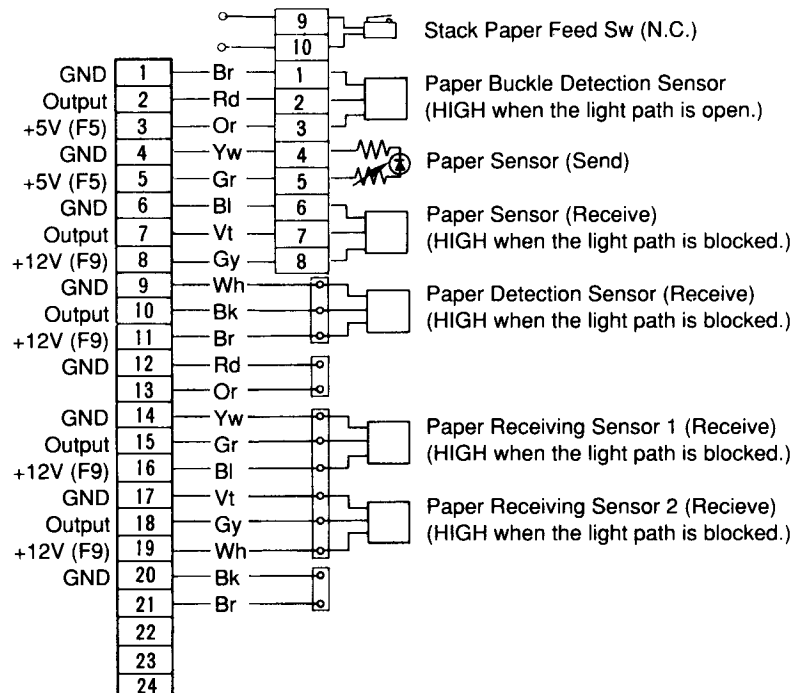 9 Stack Paper Feed Sw (N.C.)
10
GND 1 Br 1 Paper Buckle Detection Sensor
Output 2 Rd 2 (HIGH when the light path is open.)
+5V (F5) 3 Or 3
GND 4 Yw 4 Paper Sensor (Send)
+5V (F5) 5 Gr 5
GND 6 Bl 6 Paper Sensor (Receive)
Output 7 Vt 7 (HIGH when the light path is blocked.)
+12V (F9) 8 Gy 8
GND 9 Wh Paper Detection Sensor (Receive)
Output 10 Bk (HIGH when the light path is blocked.)
+12V (F9) 11 Br
GND 12 Rd
13 Or
GND 14 Yw Paper Receiving Sensor 1 (Receive)
Output 15 Gr (HIGH when the light path is blocked.)
+12V (F9) 16 Bl
GND 17 Vt Paper Receiving Sensor 2 (Recieve)
Output 18 Gy (HIGH when the light path is blocked.)
+12V (F9) 19 Wh
GND 20 Bk
21 Br
22
23
24